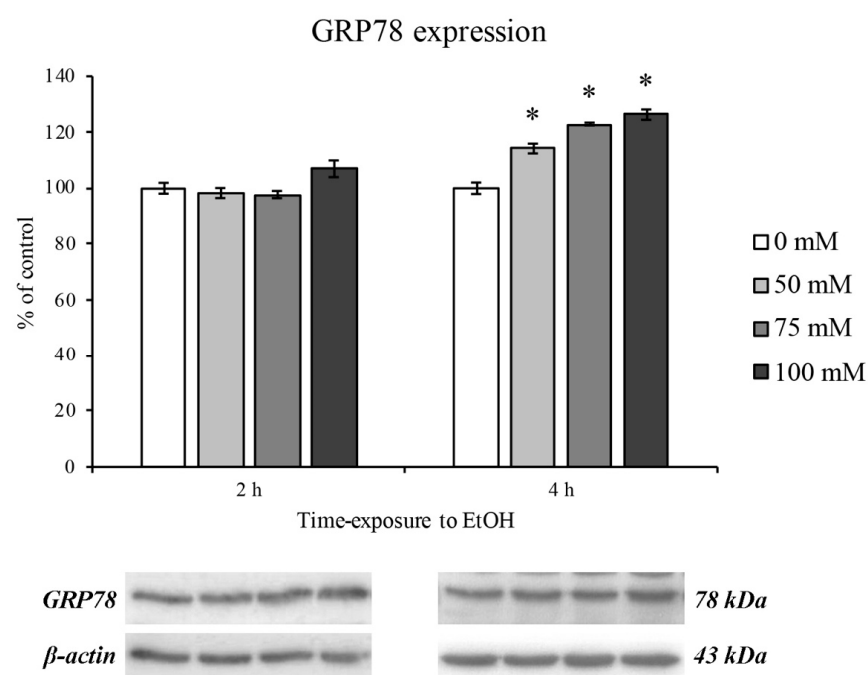 GRP78 expression
140
120
100
80
60
40
20
0
% of control
* * *
2 h 4 h
Time-exposure to EtOH
0 mM
50 mM
75 mM
100 mM
GRP78 78 kDa
β-actin 43 kDa